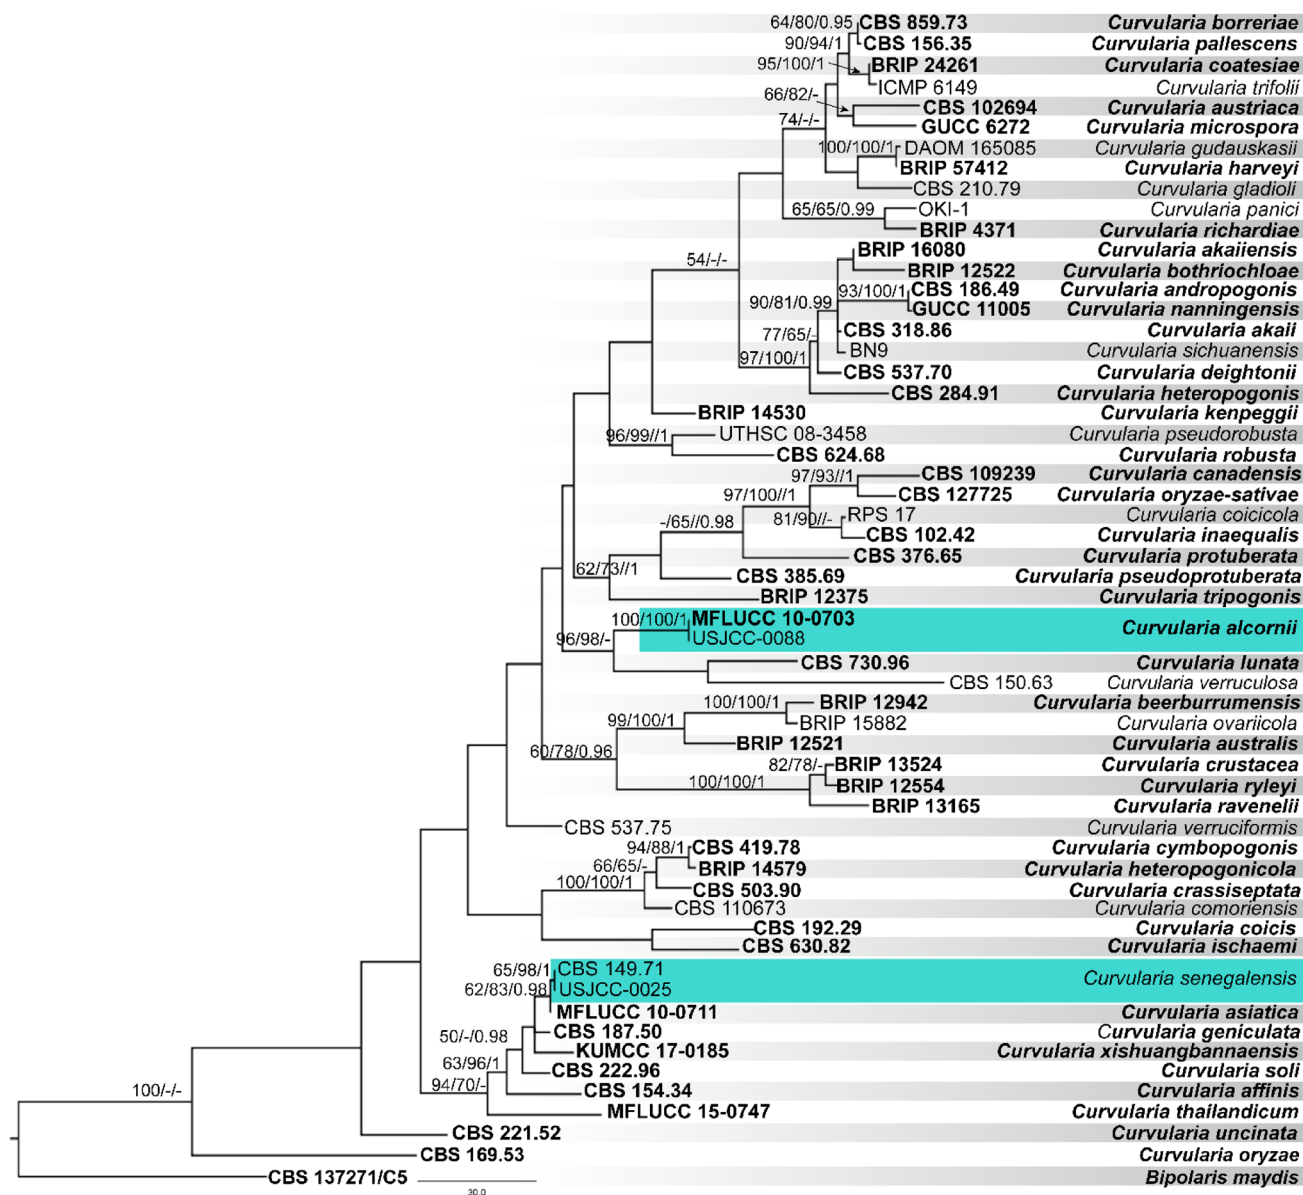 64/80/0.95 CBS 859.73 Curvularia borreriae
90/94/1 CBS 156.35 Curvularia pallescens
95/100/1 BRIP 24261 Curvularia coatesiae
ICMP 6149 Curvularia trifolii
66/82/- CBS 102694 Curvularia austriaca
74/-/- GUCC 6272 Curvularia microspora
100/100/1 DAOM 165085 Curvularia gudauskasii
BRIP 57412 Curvularia harveyi
CBS 210.79 Curvularia gladioli
65/65/0.99 OKI-1 Curvularia panici
BRIP 4371 Curvularia richardiae
BRIP 16080 Curvularia akaiiensis
54/-/- BRIP 12522 Curvularia bothriochloae
93/100/1 CBS 186.49 Curvularia andropogonis
90/81/0.99 GUCC 11005 Curvularia nanningensis
77/65/- CBS 318.86 Curvularia akaii
BN9 Curvularia sichuanensis
97/100/1 CBS 537.70 Curvularia deightonii
CBS 284.91 Curvularia heteropogonis
BRIP 14530 Curvularia kenpeggii
96/99//1 UTHSC 08-3458 Curvularia pseudorobusta
CBS 624.68 Curvularia robusta
97/93//1 CBS 109239 Curvularia canadensis
97/100//1 CBS 127725 Curvularia oryzae-sativae
81/90//- RPS 17 Curvularia coicicola
-/65//0.98 CBS 102.42 Curvularia inaequalis
CBS 376.65 Curvularia protuberata
62/73//1 CBS 385.69 Curvularia pseudoprotuberata
BRIP 12375 Curvularia tripogonis
100/100/1 MFLUCC 10-0703 Curvularia alcornii
96/98/- USJCC-0088
CBS 730.96 Curvularia lunata
CBS 150.63 Curvularia verruculosa
100/100/1 BRIP 12942 Curvularia beerburrumensis
99/100/1 BRIP 15882 Curvularia ovariicola
60/78/0.96 BRIP 12521 Curvularia australis
82/78/- BRIP 13524 Curvularia crustacea
100/100/1 BRIP 12554 Curvularia ryleyi
BRIP 13165 Curvularia ravenelii
CBS 537.75 Curvularia verruciformis
94/88/1 CBS 419.78 Curvularia cymbopogonis
66/65/- BRIP 14579 Curvularia heteropogonicola
100/100/1 CBS 503.90 Curvularia crassiseptata
CBS 110673 Curvularia comoriensis
CBS 192.29 Curvularia coicis
CBS 630.82 Curvularia ischaemi
65/98/1 CBS 149.71 Curvularia senegalensis
62/83/0.98 USJCC-0025
MFLUCC 10-0711 Curvularia asiatica
50/-/0.98 CBS 187.50 Curvularia geniculata
KUMCC 17-0185 Curvularia xishuangbannaensis
63/96/1 CBS 222.96 Curvularia soli
94/70/- CBS 154.34 Curvularia affinis
100/-/- MFLUCC 15-0747 Curvularia thailandicum
CBS 221.52 Curvularia uncinata
CBS 169.53 Curvularia oryzae
CBS 137271/C5 Bipolaris maydis
30.0